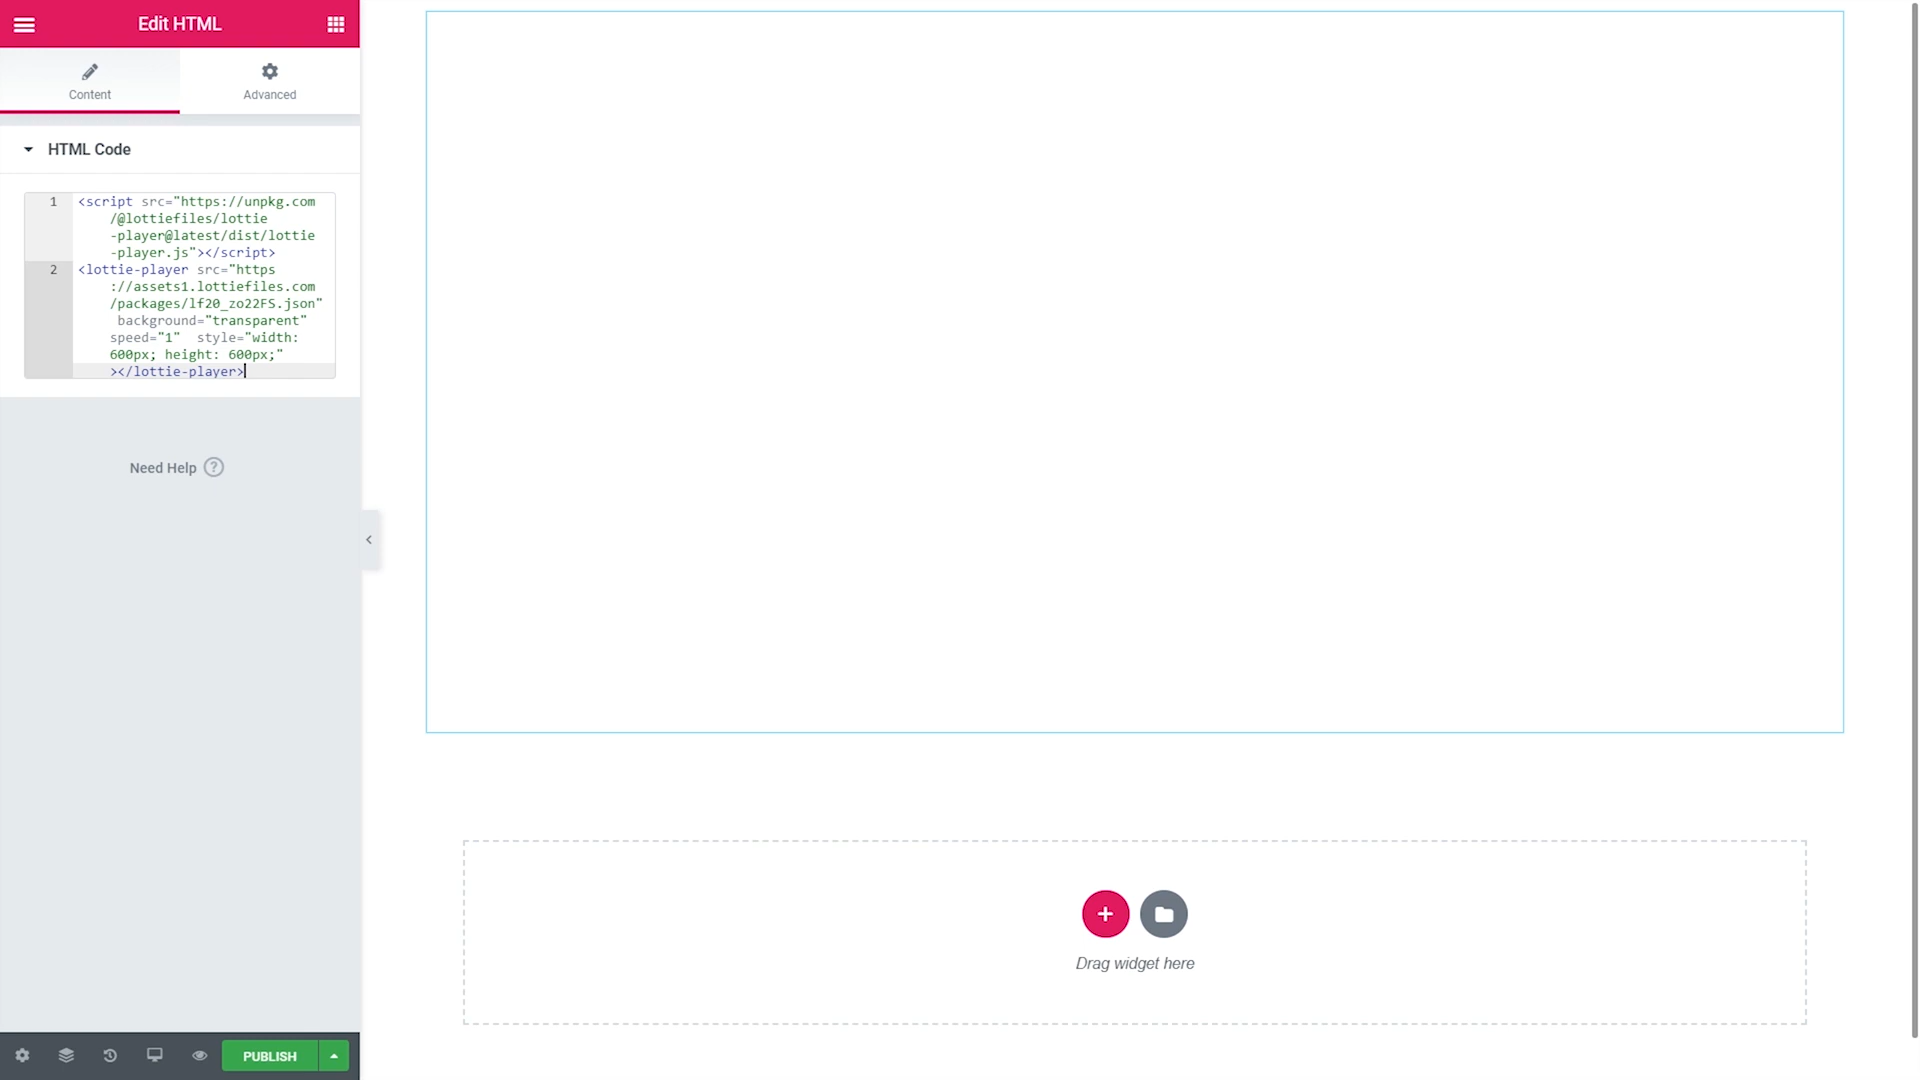 Edit HTML
Content
Advanced
HTML Code
1 <script src="https://unpkg.com
/@lottiefiles/lottie
-player@latest/dist/lottie
-player.js"></script>
2 <lottie-player src="https
://assets1.lottiefiles.com
/packages/lf20_zo22FS.json"
background="transparent"
speed="1"  style="width:
600px; height: 600px;"
></lottie-player>
Need Help ?
PUBLISH
Drag widget here